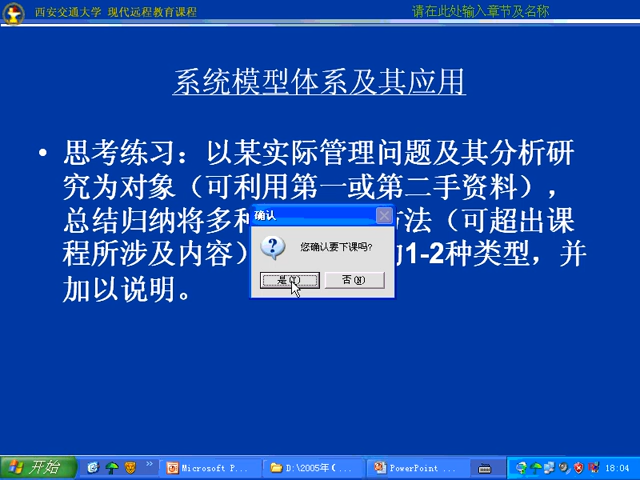 西安交通大学 现代远程教育课程
请在此处输入章节及名称
系统模型体系及其应用
• 思考练习：以某实际管理问题及其分析研
究为对象（可利用第一或第二手资料），
总结归纳将多种 方法（可超出课
程所涉及内容） 的1-2种类型，并
加以说明。
确认
您确认要下课吗?
是(Y)
否(N)
开始
Microsoft P...
D:\2005年(...
PowerPoint ...
18:04